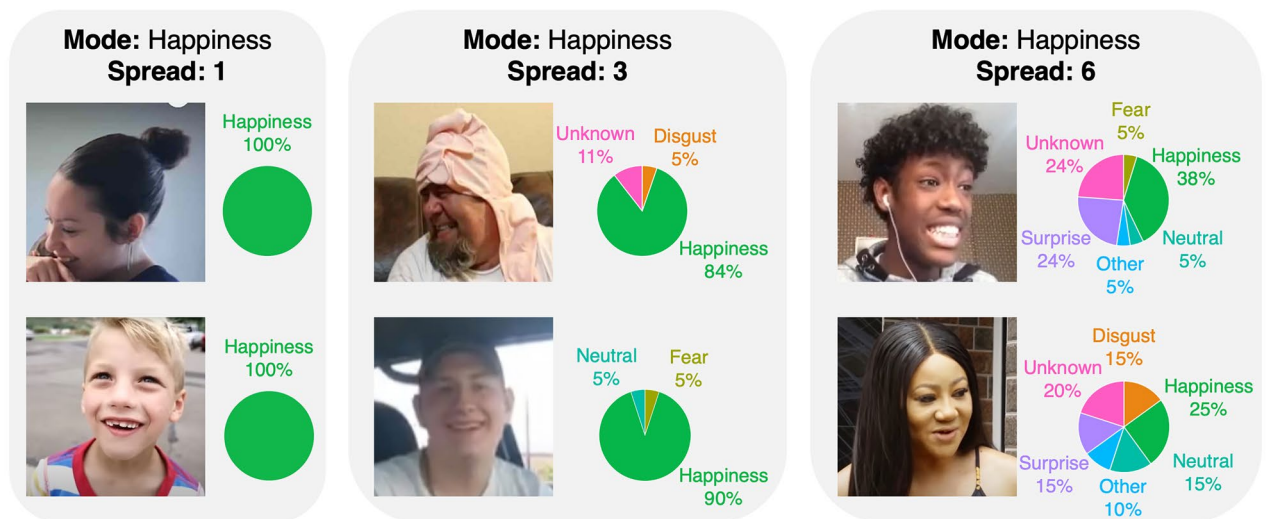 Mode: Happiness
Spread: 1
Happiness
100%
Happiness
100%
Mode: Happiness
Spread: 3
Unknown
11%
Disgust
5%
Happiness
84%
Neutral
5%
Fear
5%
Happiness
90%
Mode: Happiness
Spread: 6
Fear
5%
Unknown
24%
Happiness
38%
Surprise
24%
Other
5%
Neutral
5%
Disgust
15%
Unknown
20%
Happiness
25%
Surprise
15%
Other
10%
Neutral
15%